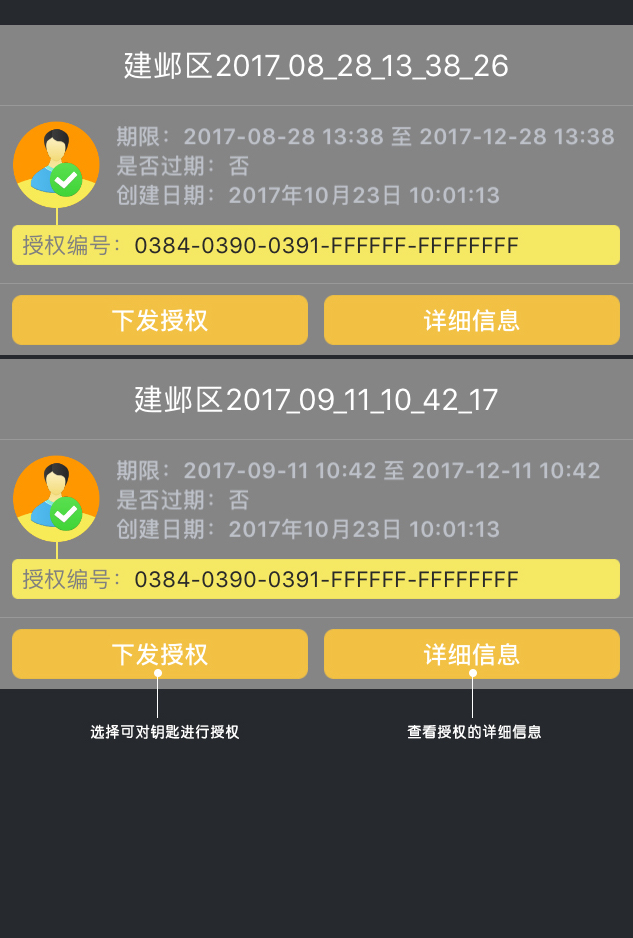 建邺区2017_08_28_13_38_26
期限：2017-08-28 13:38 至 2017-12-28 13:38
是否过期：否
创建日期：2017年10月23日 10:01:13
授权编号：0384-0390-0391-FFFFFF-FFFFFFFF
下发授权 详细信息
建邺区2017_09_11_10_42_17
期限：2017-09-11 10:42 至 2017-12-11 10:42
是否过期：否
创建日期：2017年10月23日 10:01:13
授权编号：0384-0390-0391-FFFFFF-FFFFFFFF
下发授权 详细信息
选择可对钥匙进行授权 查看授权的详细信息